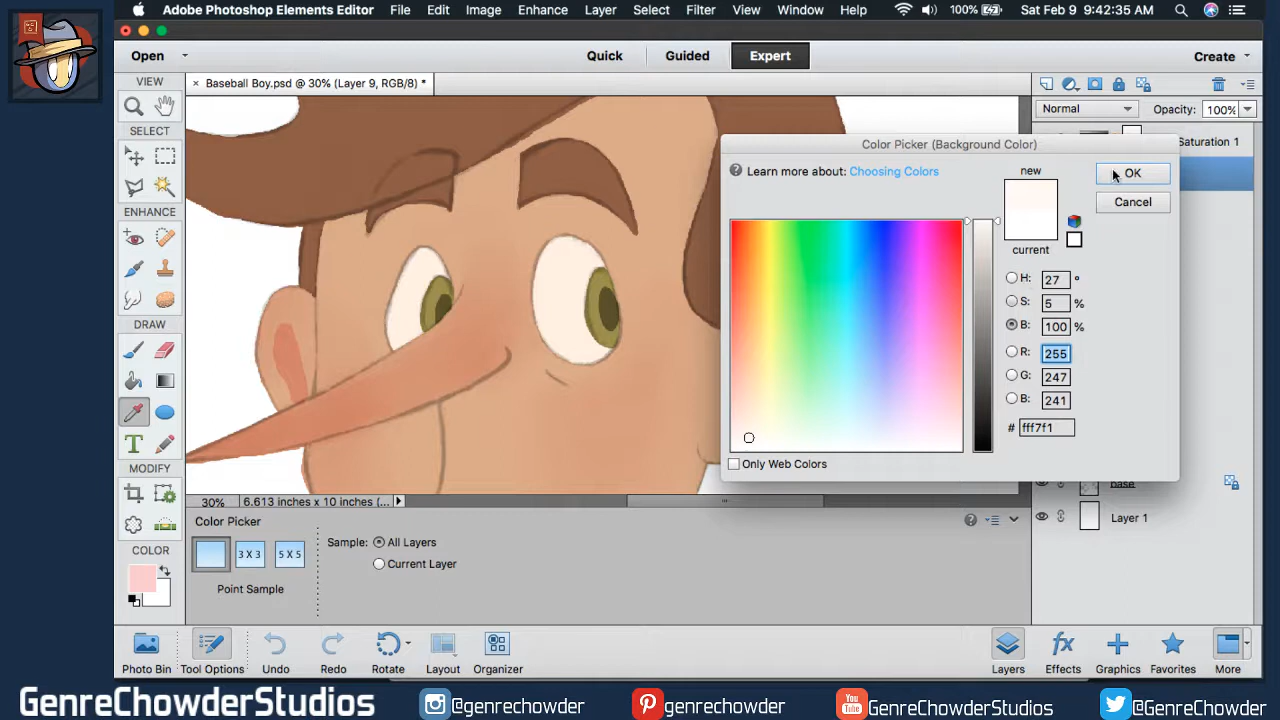 Adobe Photoshop Elements Editor File Edit Image Enhance Layer Select Filter View Window Help 100% Sat Feb 9 9:42:35 AM
Open Quick Guided Expert Create
VIEW × Baseball Boy.psd @ 30% (Layer 9, RGB/8) *
Normal Opacity: 100%
SELECT
Color Picker (Background Color)
Saturation 1
Learn more about: Choosing Colors new OK
Cancel
ENHANCE
current
H: 27 °
S: 5 %
DRAW
B: 100 %
R: 255
G: 247
B: 241
# fff7f1
T
Only Web Colors
MODIFY
base
30% 6.613 inches x 10 inches (...
Layer 1
Color Picker
COLOR
3 X 3 5 X 5 Sample: All Layers
Current Layer
Point Sample
Photo Bin Tool Options Undo Redo Rotate Layout Organizer Layers fx Effects Graphics Favorites More
GenreChowderStudios @genrechowder genrechowder You Tube GenreChowderStudios @GenreChowder